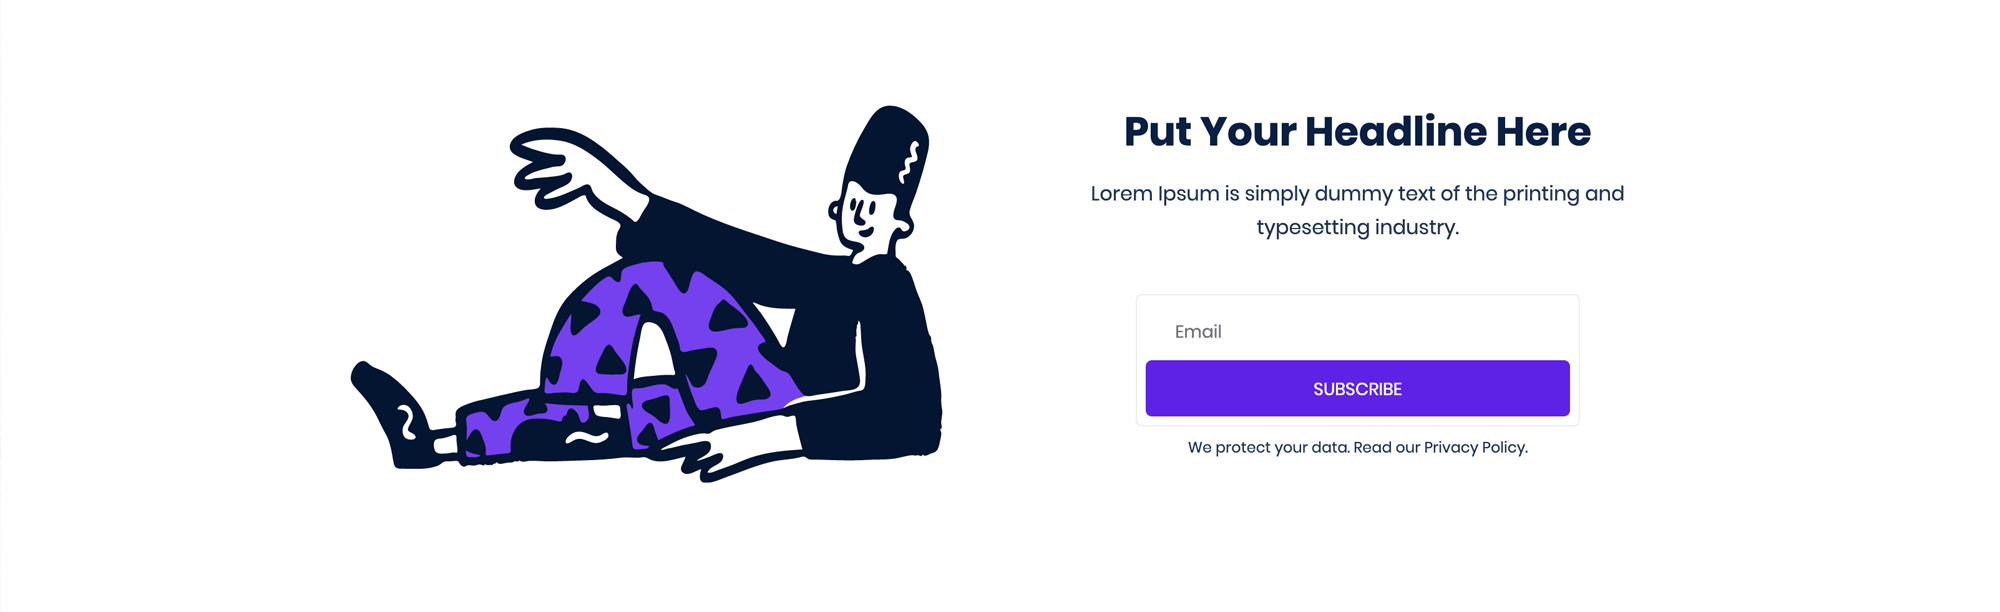 Put Your Headline Here
Lorem Ipsum is simply dummy text of the printing and
typesetting industry.
Email
SUBSCRIBE
We protect your data. Read our Privacy Policy.